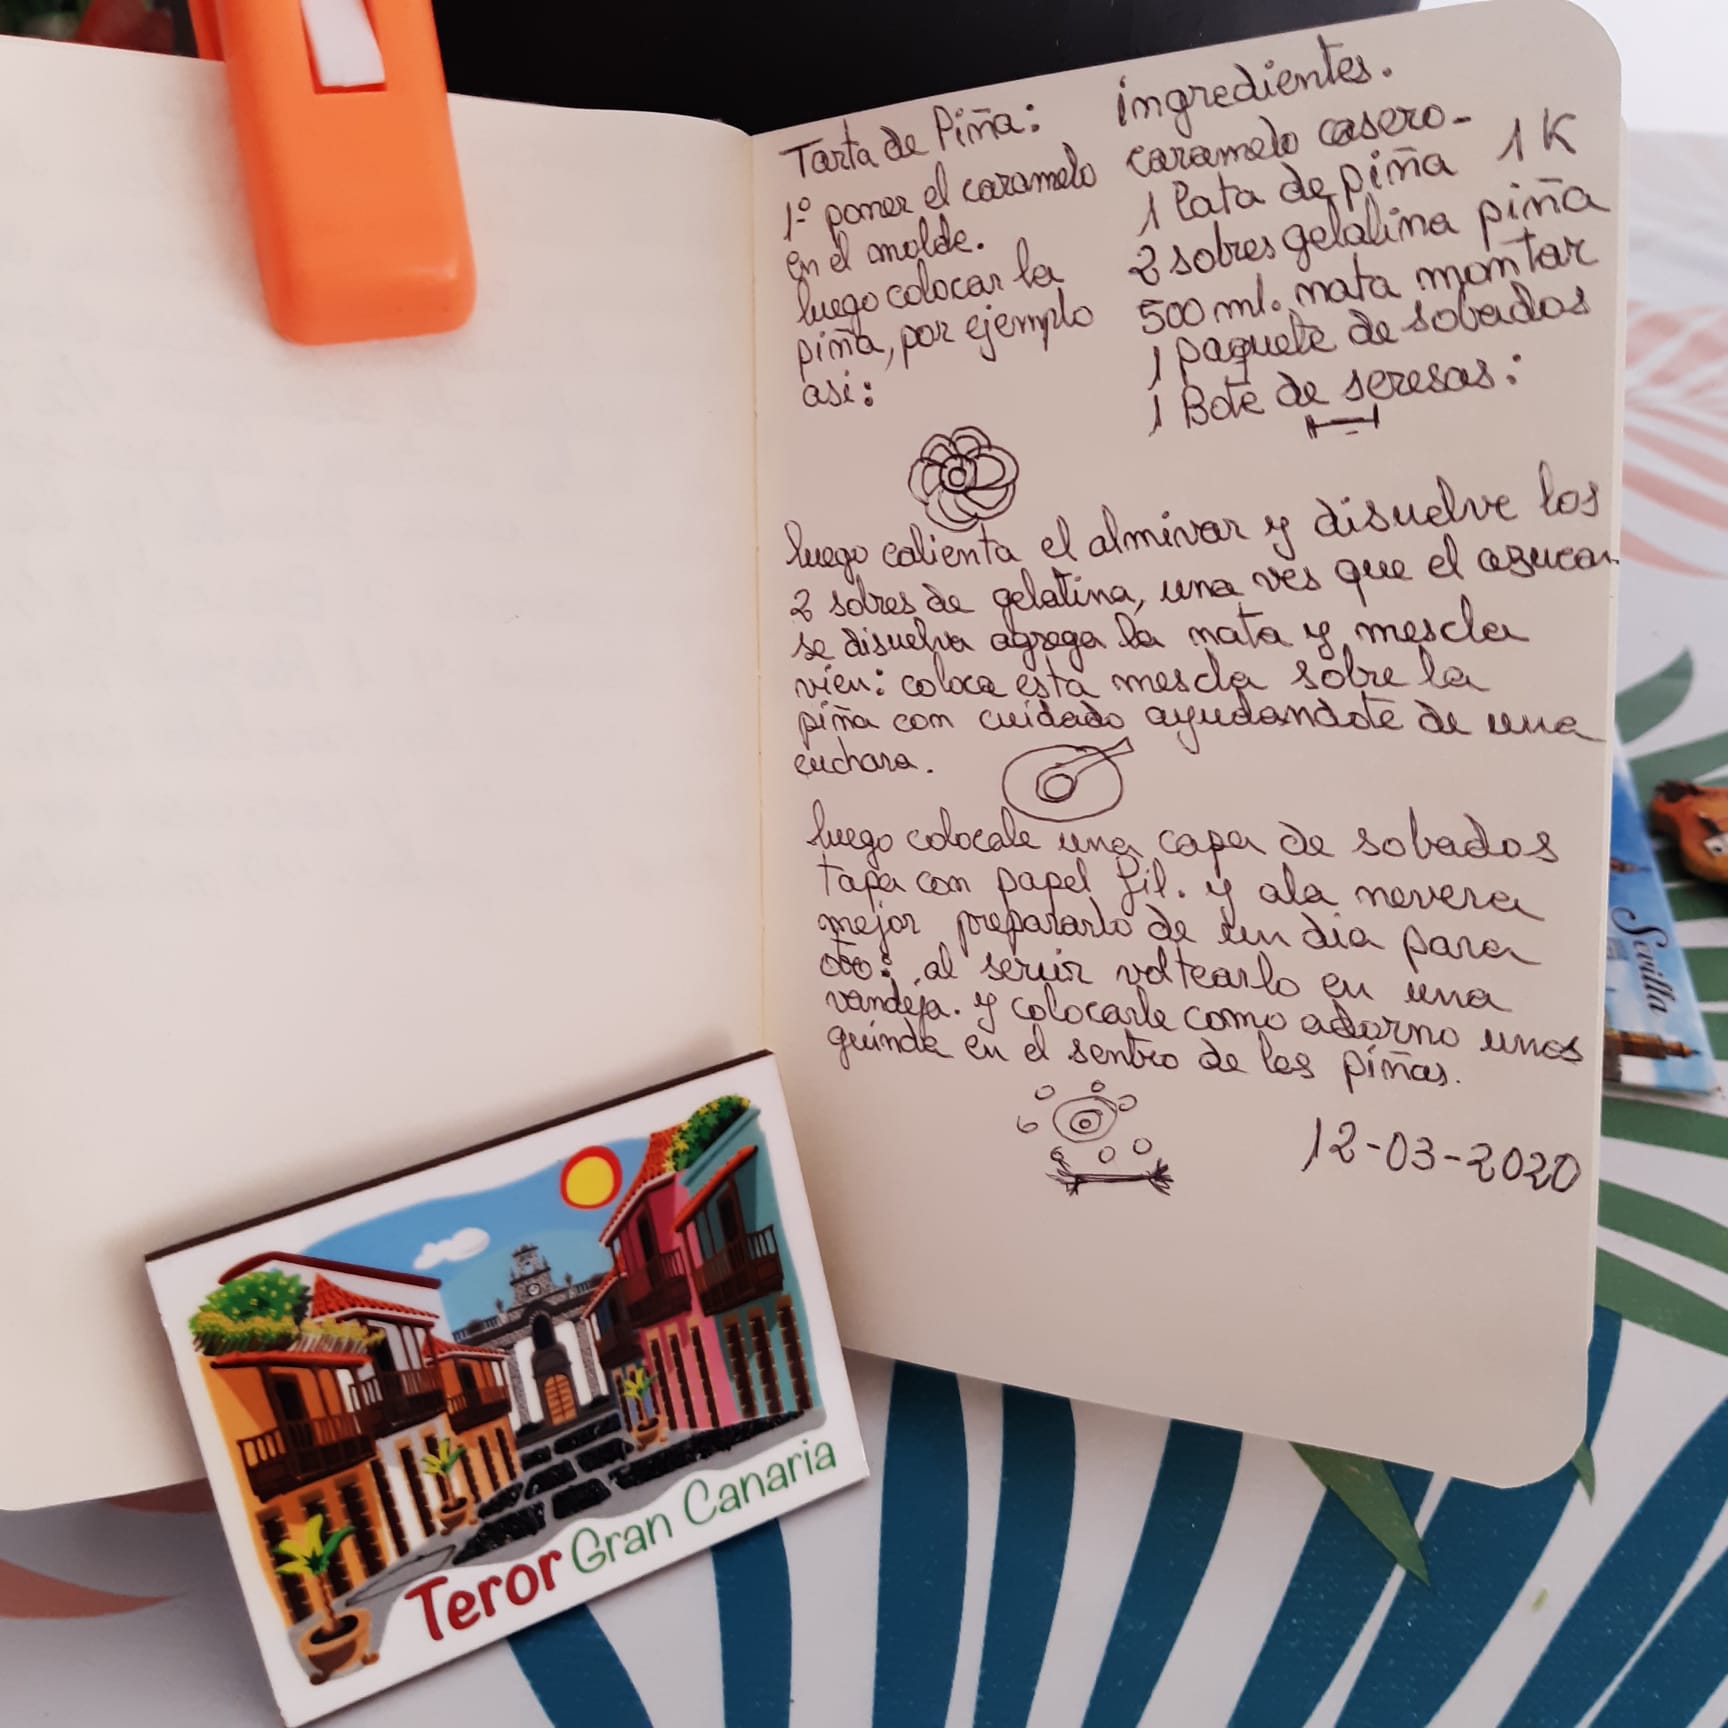 Tarta de Piña:
1º poner el caramelo
en el molde.
luego colocar la
piña, por ejemplo
asi:
ingredientes.
caramelo casero-
1 lata de piña 1K
2 sobres gelatina piña
500 ml. nata montar
1 paquete de sobados
1 Bote de seresas:
luego calienta el almivar y disuelve los
2 sobres de gelatina, una ves que el asucar
se disuelva agrega la nata y mescla
vien: coloca esta mescla sobre la
piña con cuidado ayudandote de una
cuchara.
luego colocale una capa de sobados
tapa con papel fil. y ala nevera
mejor prepararlo de un dia para
otro: al servir voltearlo en una
vandeja. y colocarle como adorno unas
guinda en el sentro de las piñas.
12-03-2020
Teror Gran Canaria
Sevilla